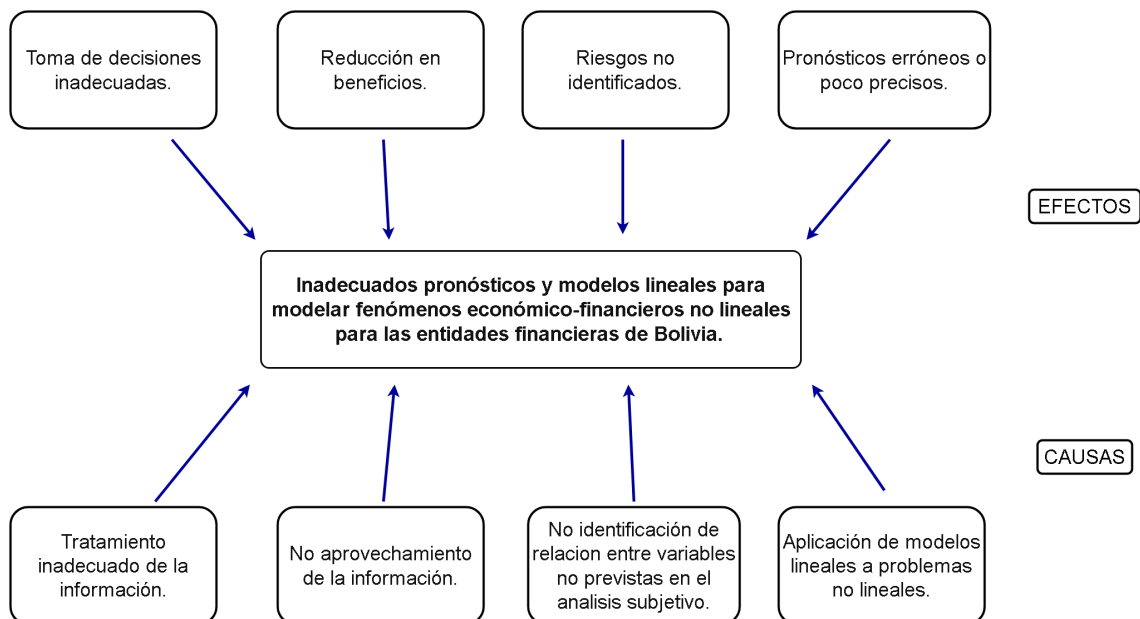 Toma de decisiones
inadecuadas.
Reducción en
beneficios.
Riesgos no
identificados.
Pronósticos erróneos o
poco precisos.
EFECTOS
Inadecuados pronósticos y modelos lineales para
modelar fenómenos económico-financieros no lineales
para las entidades financieras de Bolivia.
CAUSAS
Tratamiento
inadecuado de la
información.
No aprovechamiento
de la información.
No identificación de
relacion entre variables
no previstas en el
analisis subjetivo.
Aplicación de modelos
lineales a problemas
no lineales.